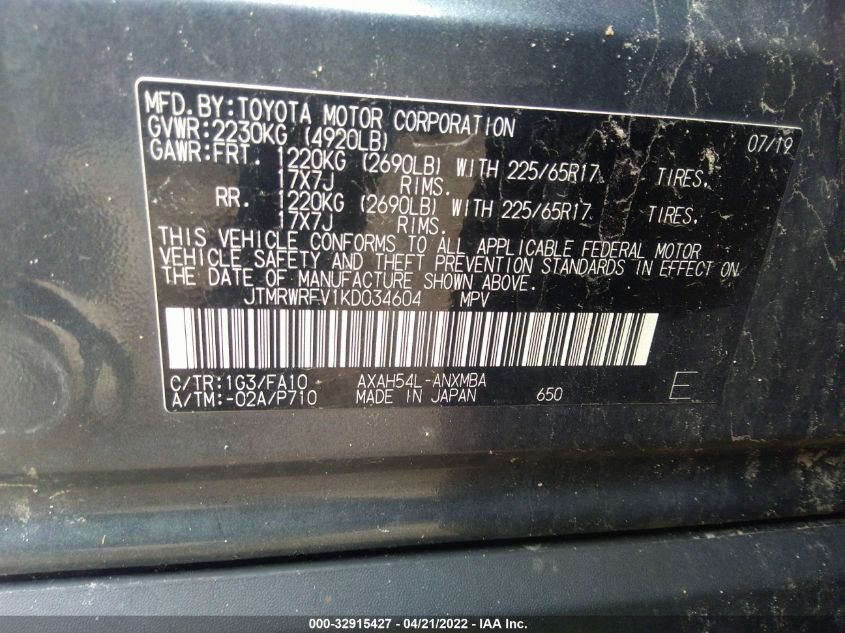 MFD.BY:TOYOTA MOTOR CORPORATION 07/19
GVWR:2230KG (4920LB)
GAWR:FRT. 1220KG (2690LB) WITH 225/65R17 TIRES,
17X7J RIMS.
RR. 1220KG (2690LB) WITH 225/65R17 TIRES,
17X7J RIMS.
THIS VEHICLE CONFORMS TO ALL APPLICABLE FEDERAL MOTOR
VEHICLE SAFETY AND THEFT PREVENTION STANDARDS IN EFFECT ON
THE DATE OF MANUFACTURE SHOWN ABOVE.
JTMRWRFV1KD034604 MPV
C/TR:1G3/FA10 AXAH54L-ANXMBA
A/TM:-02A/P710 MADE IN JAPAN 650 E
000-32915427 - 04/21/2022 - IAA Inc.